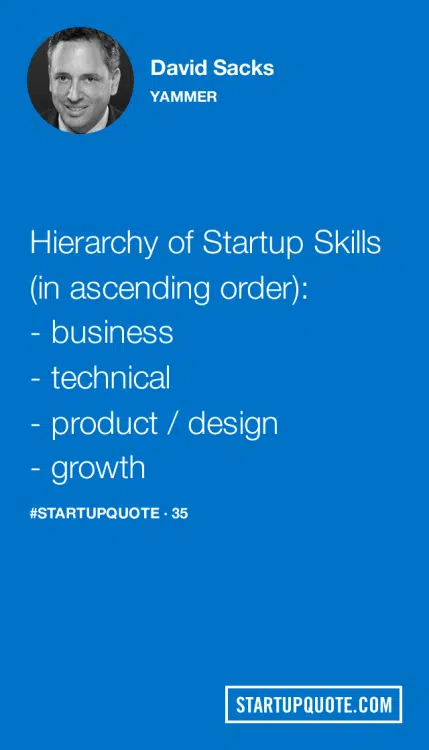 David Sacks
YAMMER
Hierarchy of Startup Skills
(in ascending order):
- business
- technical
- product / design
- growth
#STARTUPQUOTE · 35
STARTUPQUOTE.COM